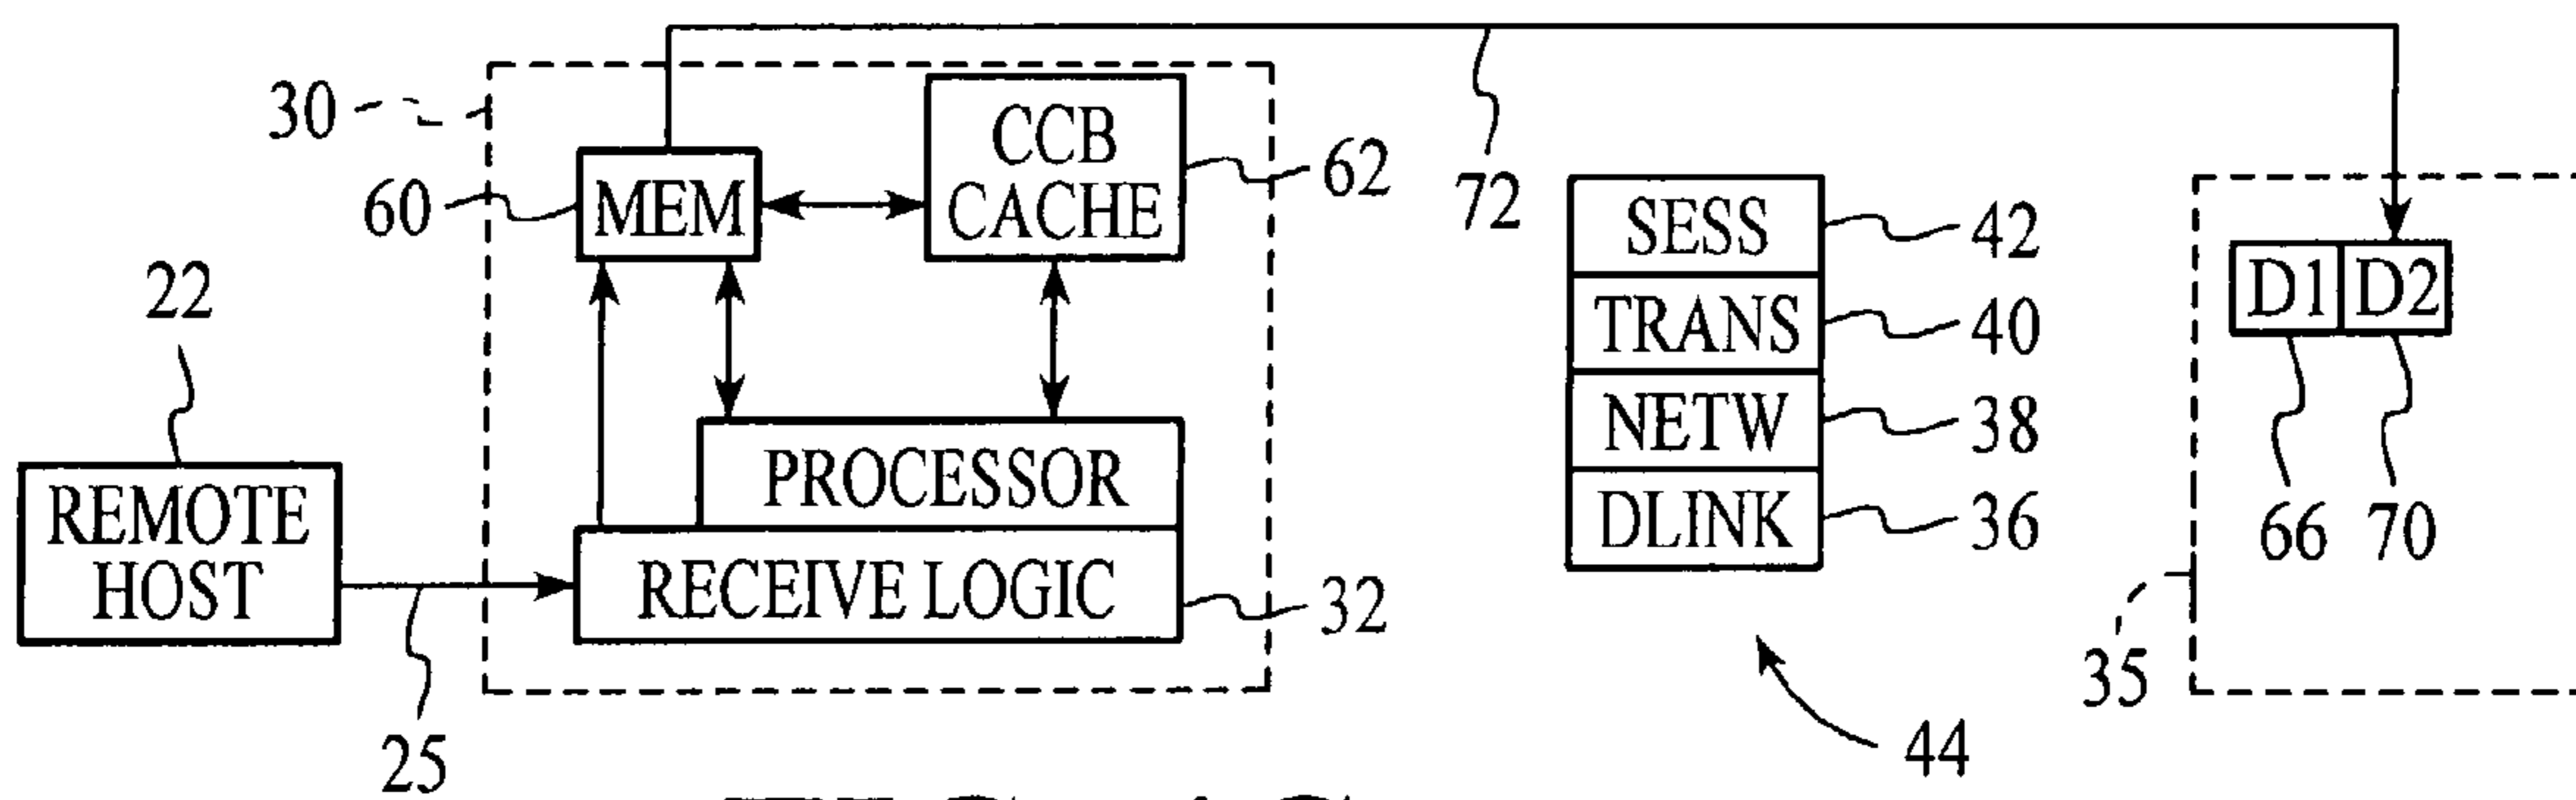 30
MEM
60
CCB
CACHE
62
72
SESS
42
TRANS
40
NETW
38
DLINK
36
44
D1
D2
66
70
35
22
REMOTE
HOST
25
PROCESSOR
RECEIVE LOGIC
32